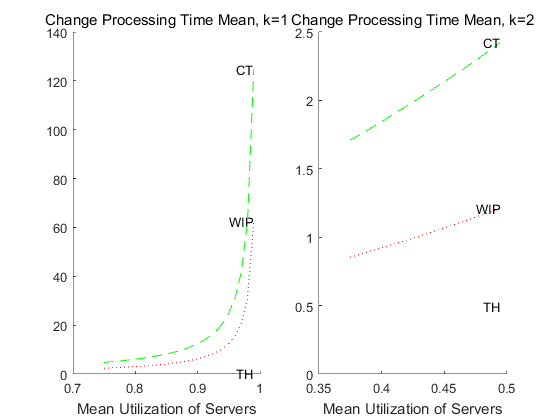 Change Processing Time Mean, k=1
140
120
100
80
60
40
20
0
CT
WIP
TH
0.7
0.8
0.9
1
Mean Utilization of Servers
Change Processing Time Mean, k=2
2.5
2
1.5
1
0.5
0
CT
WIP
TH
0.35
0.4
0.45
0.5
Mean Utilization of Servers